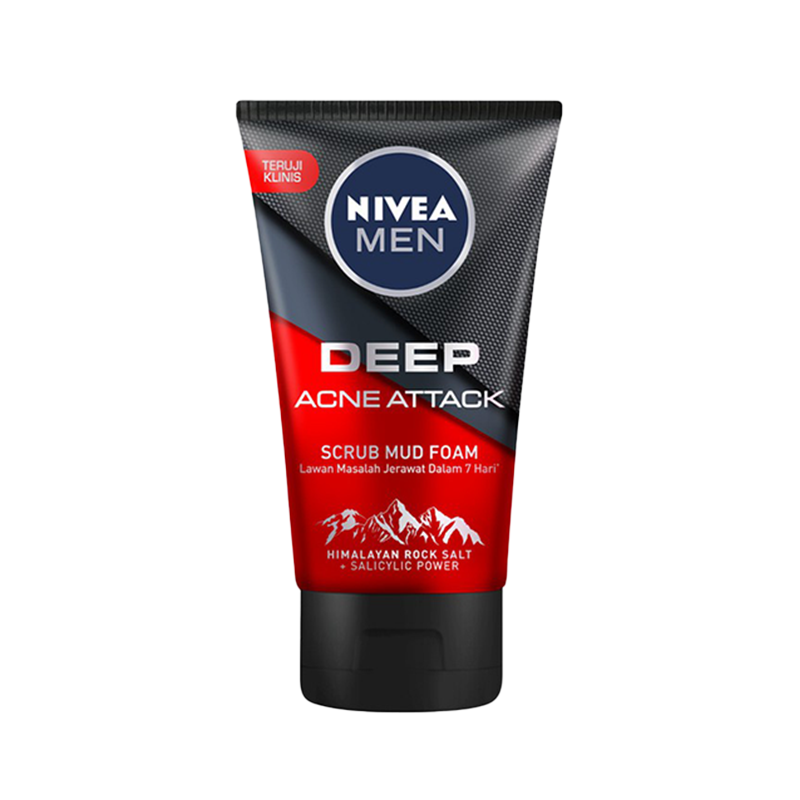 TERUJI
KLINIS
NIVEA
MEN
DEEP
ACNE ATTACK
SCRUB MUD FOAM
Lawan Masalah Jerawat Dalam 7 Hari*
HIMALAYAN ROCK SALT
+ SALICYLIC POWER